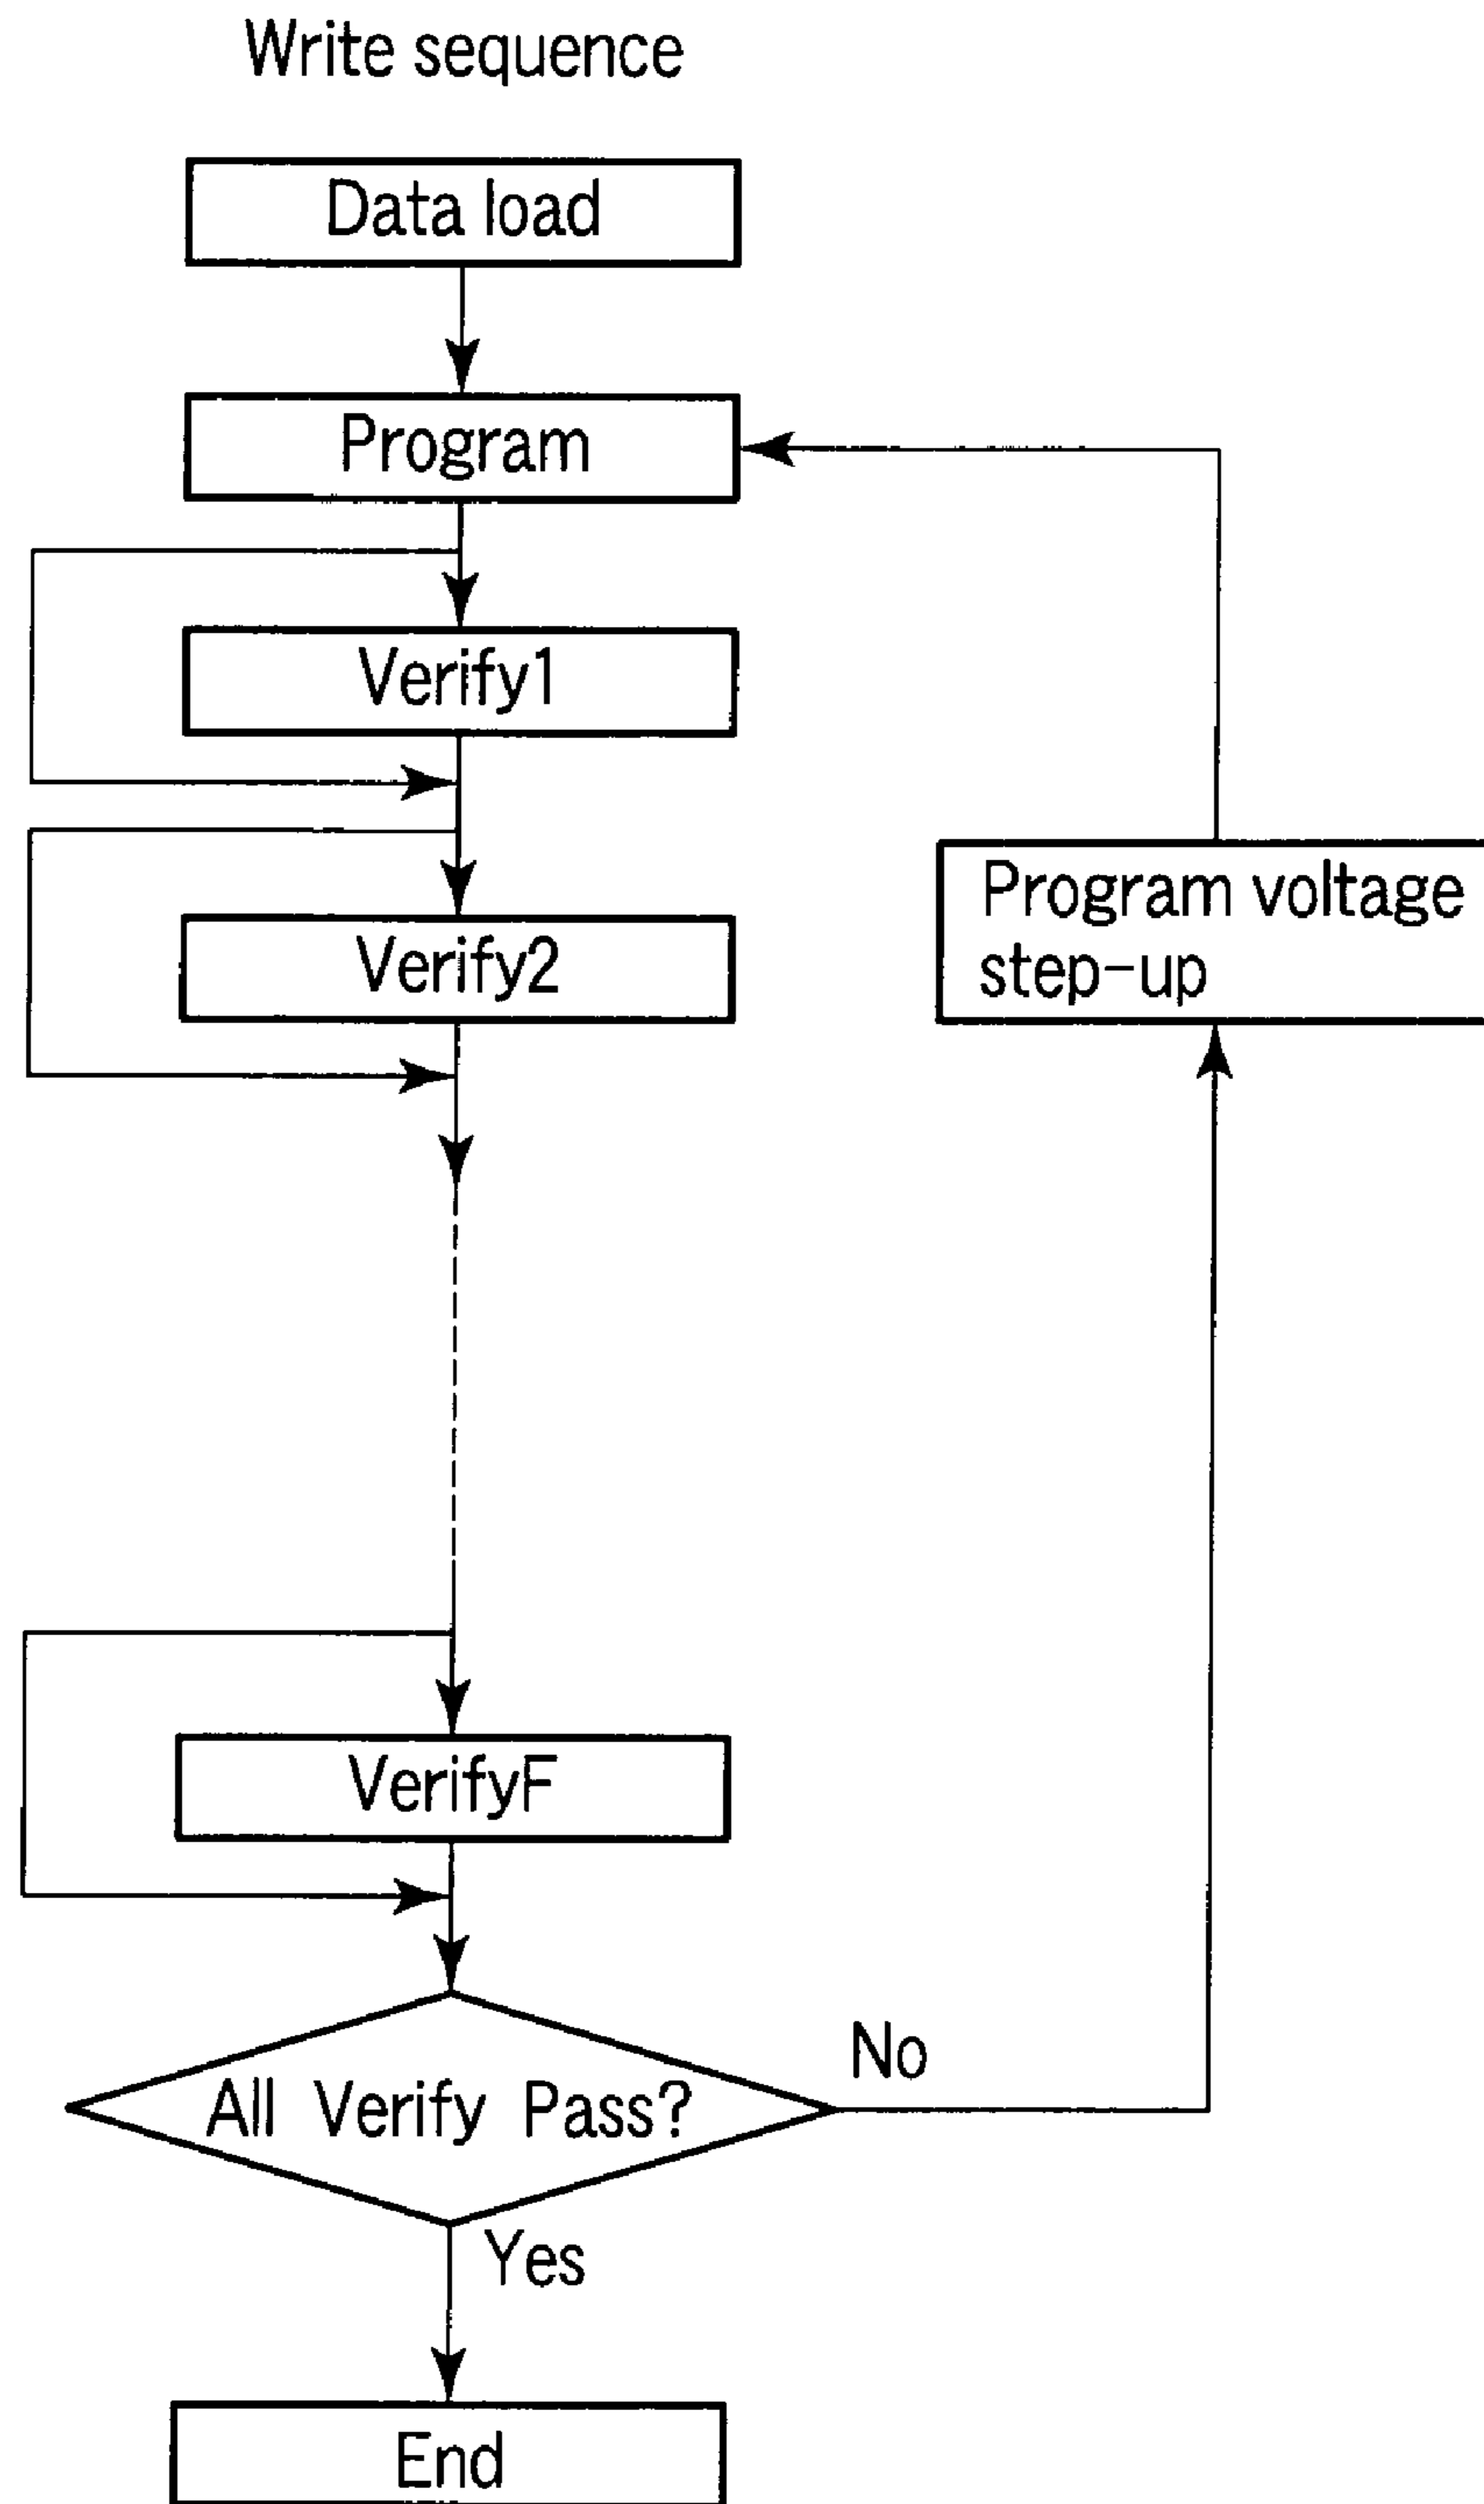 Write sequence
Data load
Program
Verify1
Verify2
Program voltage
step-up
VerifyF
All Verify Pass?
No
Yes
End